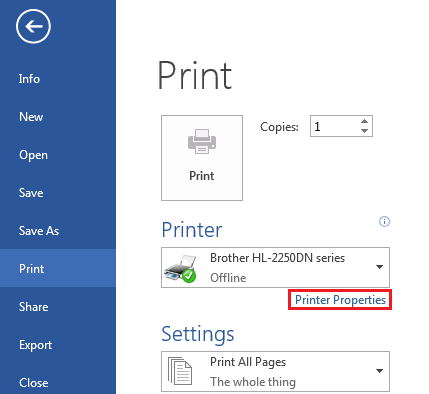 Print
Info
New
Open
Save
Save As
Print
Share
Export
Close
Print
Copies: 1
Printer
Brother HL-2250DN series
Offline
Printer Properties
Settings
Print All Pages
The whole thing